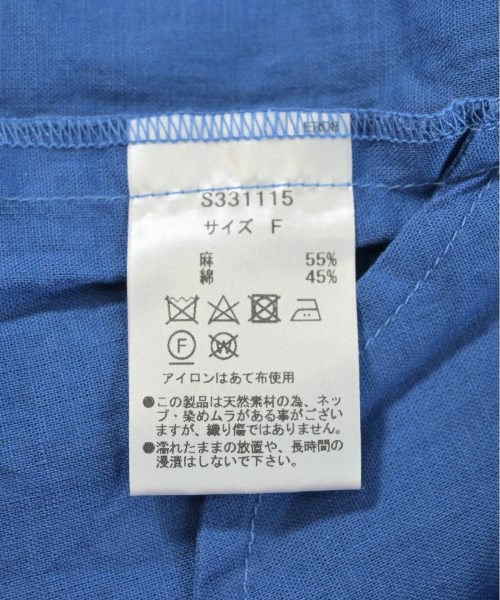 S331115
サイズ F
麻 55%
綿 45%
F
W
アイロンはあて布使用
●この製品は天然素材の為、ネッ
プ・染めムラがある事がござい
ますが、織り傷ではありません。
●濡れたままの放置や、長時間の
浸漬はしないで下さい。